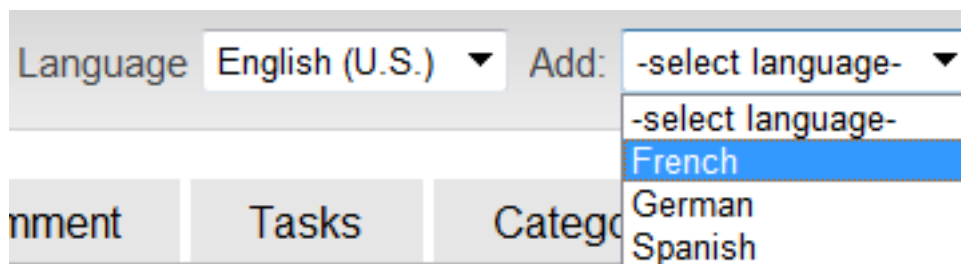 Language English (U.S.) Add: -select language-
-select language-
French
German
Tasks
Spanish